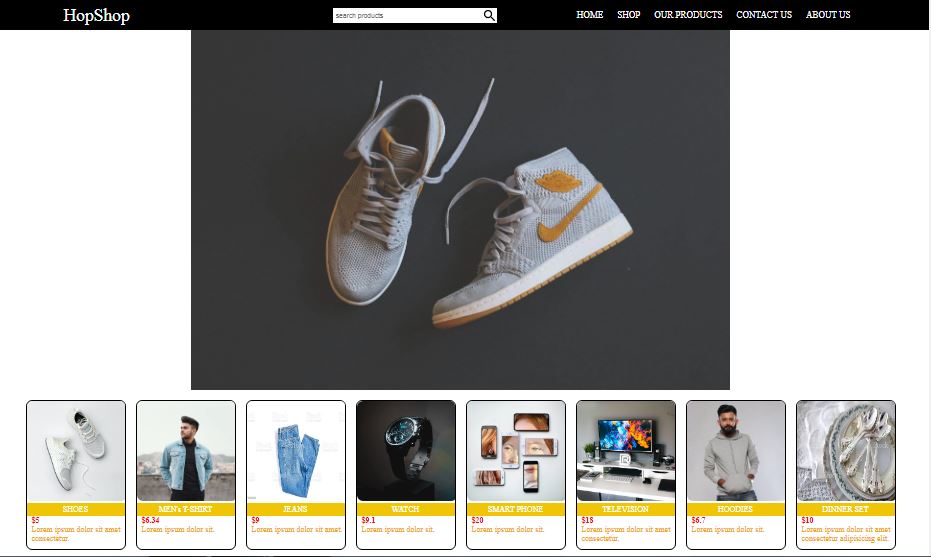 HopShop
search products
HOME SHOP OUR PRODUCTS CONTACT US ABOUT US
SHOES
$5
Lorem ipsum dolor sit amet
consectetur.
MEN's T-SHIRT
$6.34
Lorem ipsum dolor sit.
JEANS
$9
Lorem ipsum dolor sit amet.
WATCH
$9.1
Lorem ipsum dolor sit.
SMART PHONE
$20
Lorem ipsum dolor sit.
TELEVISION
$18
Lorem ipsum dolor sit amet
consectetur.
HOODIES
$6.7
Lorem ipsum dolor sit.
DINNER SET
$10
Lorem ipsum dolor sit amet
consectetur adipisicing elit.